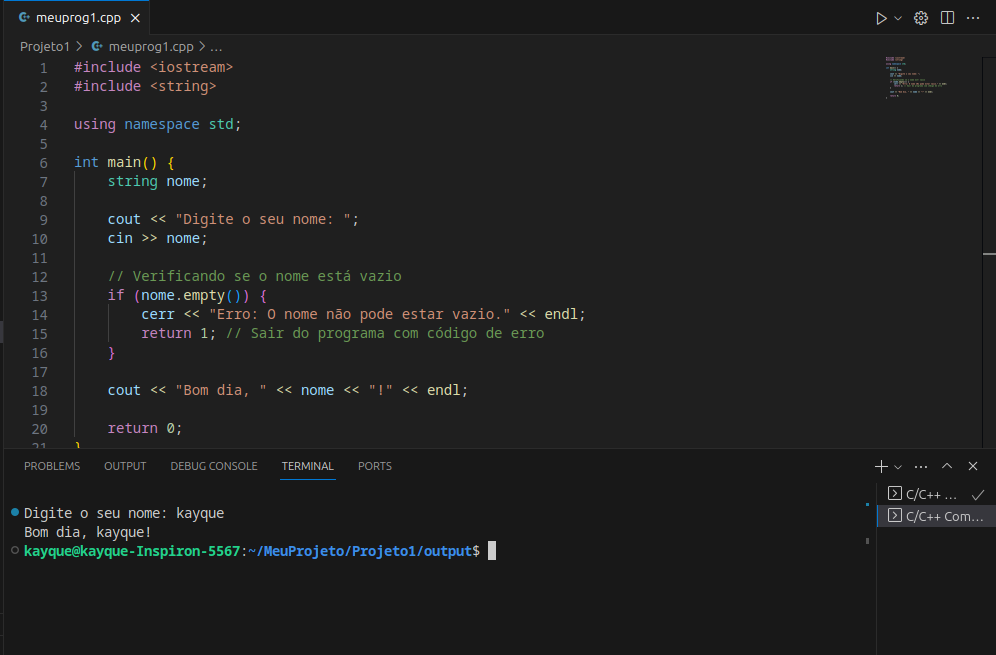 meuprog1.cpp
Projeto1 > meuprog1.cpp > ...
1 #include <iostream>
2 #include <string>
3
4 using namespace std;
5
6 int main() {
7 string nome;
8
9 cout << "Digite o seu nome: ";
10 cin >> nome;
11
12 // Verificando se o nome está vazio
13 if (nome.empty()) {
14 cerr << "Erro: O nome não pode estar vazio." << endl;
15 return 1; // Sair do programa com código de erro
16 }
17
18 cout << "Bom dia, " << nome << "!" << endl;
19
20 return 0;
21 }
PROBLEMS OUTPUT DEBUG CONSOLE TERMINAL PORTS
Digite o seu nome: kayque
Bom dia, kayque!
kayque@kayque-Inspiron-5567:~/MeuProjeto/Projeto1/output$
C/C++ ...
C/C++ Com...